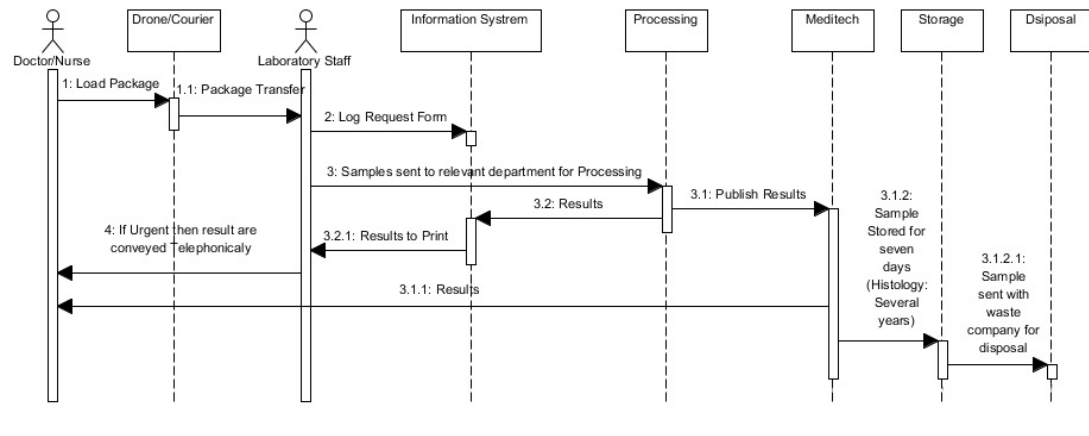 Drone/Courier
Information Systrem
Processing
Meditech
Storage
Dsiposal
Doctor/Nurse
Laboratory Staff
1: Load Package
1.1: Package Transfer
2: Log Request Form
3: Samples sent to relevant department for Processing
3.1: Publish Results
3.2: Results
3.2.1: Results to Print
4: If Urgent then result are
conveyed Telephonicaly
3.1.1: Results
3.1.2:
Sample
Stored for
seven
days
(Histology:
Several
years)
3.1.2.1:
Sample
sent with
waste
company for
disposal